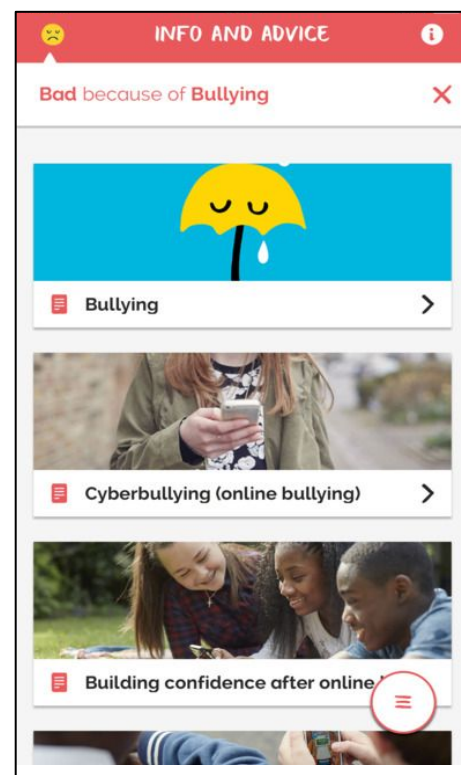 INFO AND ADVICE
Bad because of Bullying
Bullying
Cyberbullying (online bullying)
Building confidence after online